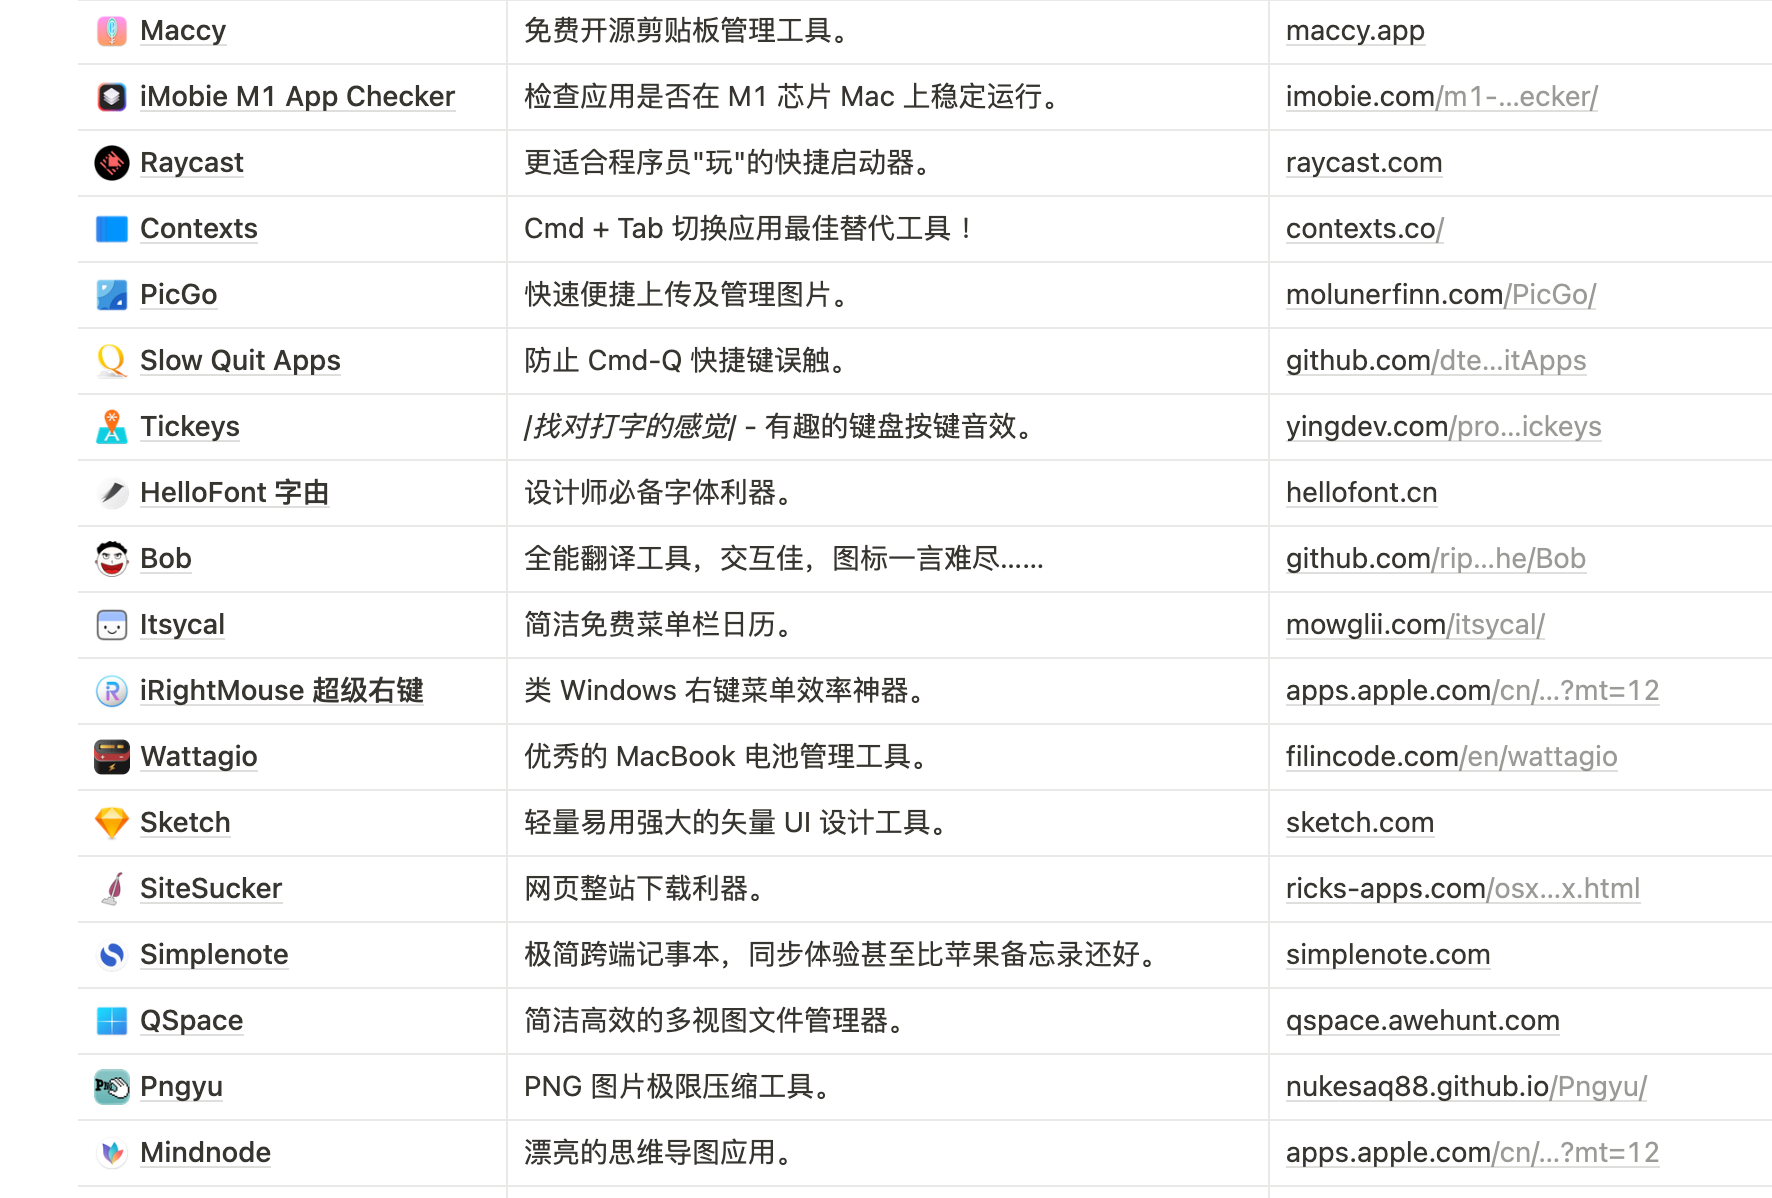 Maccy 免费开源剪贴板管理工具。 maccy.app
iMobie M1 App Checker 检查应用是否在 M1 芯片 Mac 上稳定运行。 imobie.com/m1-...ecker/
Raycast 更适合程序员"玩"的快捷启动器。 raycast.com
Contexts Cmd + Tab 切换应用最佳替代工具！ contexts.co/
PicGo 快速便捷上传及管理图片。 molunerfinn.com/PicGo/
Slow Quit Apps 防止 Cmd-Q 快捷键误触。 github.com/dte...itApps
Tickeys /找对打字的感觉/ - 有趣的键盘按键音效。 yingdev.com/pro...ickeys
HelloFont 字由 设计师必备字体利器。 hellofont.cn
Bob 全能翻译工具，交互佳，图标一言难尽…… github.com/rip...he/Bob
Itsycal 简洁免费菜单栏日历。 mowglii.com/itsycal/
iRightMouse 超级右键 类 Windows 右键菜单效率神器。 apps.apple.com/cn/...?mt=12
Wattagio 优秀的 MacBook 电池管理工具。 filincode.com/en/wattagio
Sketch 轻量易用强大的矢量 UI 设计工具。 sketch.com
SiteSucker 网页整站下载利器。 ricks-apps.com/osx...x.html
Simplenote 极简跨端记事本，同步体验甚至比苹果备忘录还好。 simplenote.com
QSpace 简洁高效的多视图文件管理器。 qspace.awehunt.com
Pngyu PNG 图片极限压缩工具。 nukesaq88.github.io/Pngyu/
Mindnode 漂亮的思维导图应用。 apps.apple.com/cn/...?mt=12